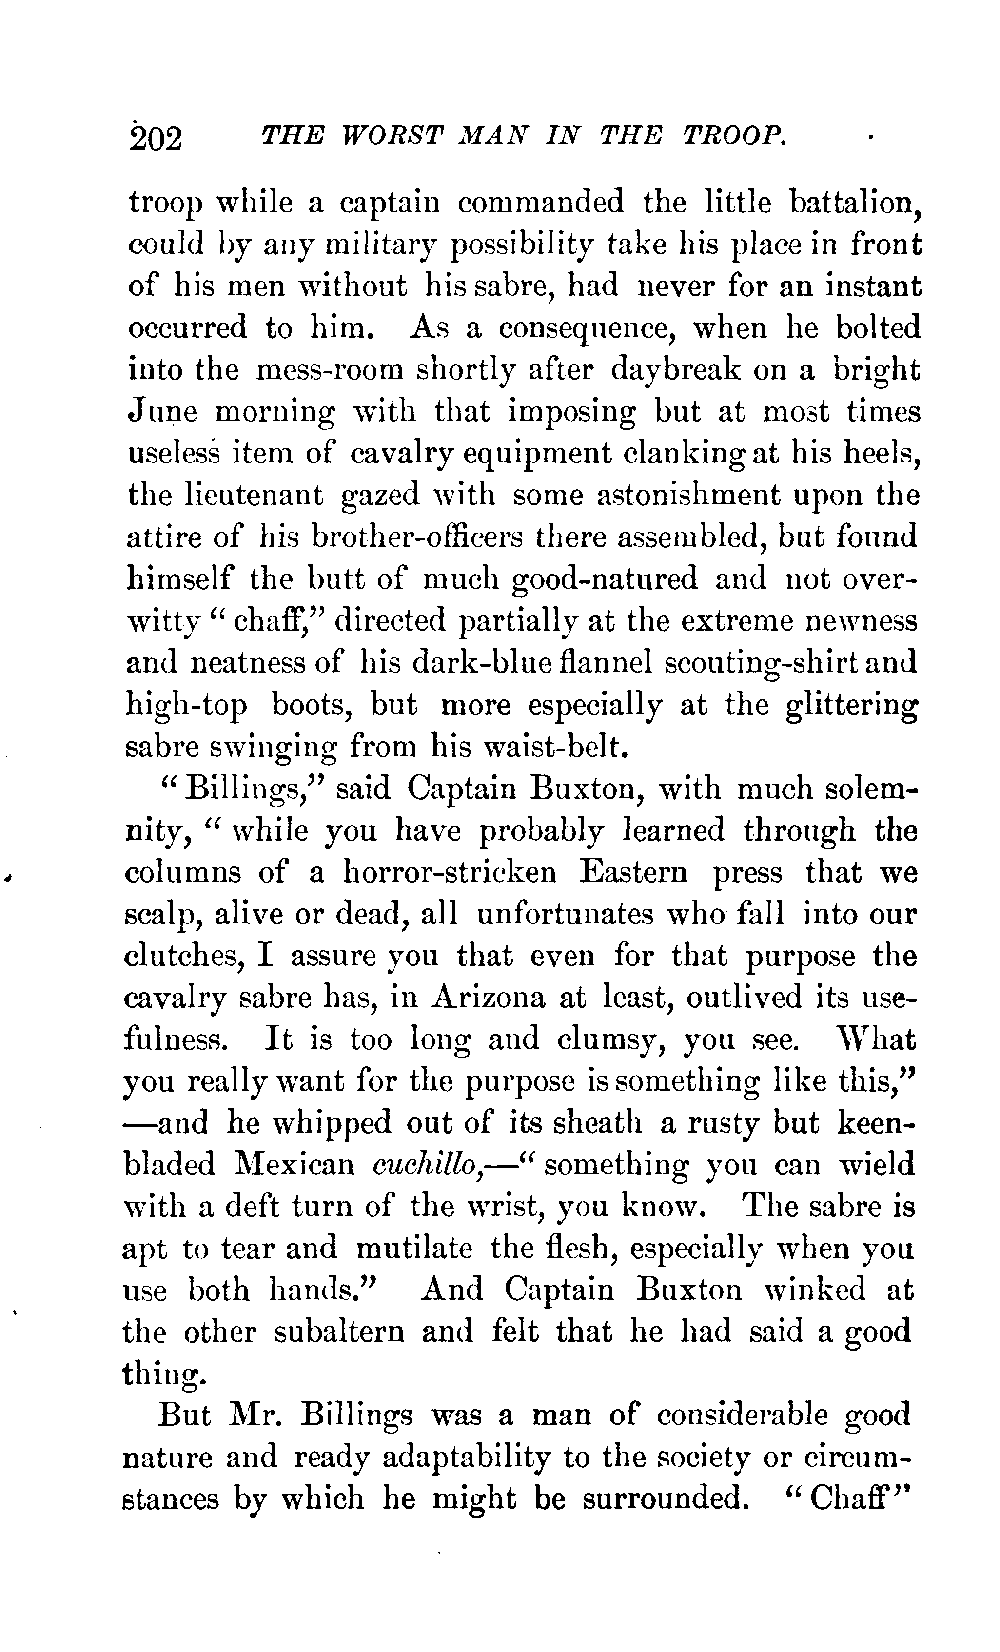 202 THE WORST MAN IN THE TROOP.
troop while a captain commanded the little battalion,
could by any military possibility take his place in front
of his men without his sabre, had never for an instant
occurred to him. As a consequence, when he bolted
into the mess-room shortly after daybreak on a bright
June morning with that imposing but at most times
useless item of cavalry equipment clanking at his heels,
the lieutenant gazed with some astonishment upon the
attire of his brother-officers there assembled, but found
himself the butt of much good-natured and not over-
witty “ chaff,” directed partially at the extreme newness
and neatness of his dark-blue flannel scouting-shirt and
high-top boots, but more especially at the glittering
sabre swinging from his waist-belt.
“ Billings,” said Captain Buxton, with much solem-
nity, “ while you have probably learned through the
columns of a horror-stricken Eastern press that we
scalp, alive or dead, all unfortunates who fall into our
clutches, I assure you that even for that purpose the
cavalry sabre has, in Arizona at least, outlived its use-
fulness. It is too long and clumsy, you see. What
you really want for the purpose is something like this,”
—and he whipped out of its sheath a rusty but keen-
bladed Mexican cuchillo,—“ something you can wield
with a deft turn of the wrist, you know. The sabre is
apt to tear and mutilate the flesh, especially when you
use both hands.” And Captain Buxton winked at
the other subaltern and felt that he had said a good
thing.
But Mr. Billings was a man of considerable good
nature and ready adaptability to the society or circum-
stances by which he might be surrounded. “ Chaff”